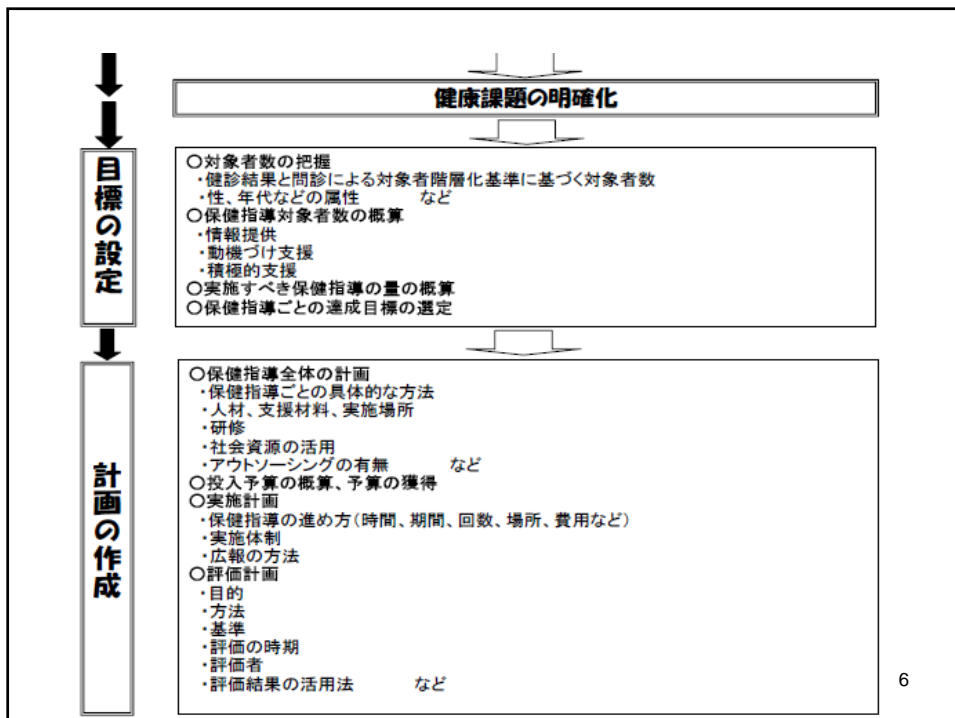 健康課題の明確化
目標の設定
○対象者数の把握
・健診結果と問診による対象者階層化基準に基づく対象者数
・性、年代などの属性　　　　など
○保健指導対象者数の概算
・情報提供
・動機づけ支援
・積極的支援
○実施すべき保健指導の量の概算
○保健指導ごとの達成目標の選定
計画の作成
○保健指導全体の計画
・保健指導ごとの具体的な方法
・人材、支援材料、実施場所
・研修
・社会資源の活用
・アウトソーシングの有無　　　　など
○投入予算の概算、予算の獲得
○実施計画
・保健指導の進め方（時間、期間、回数、場所、費用など）
・実施体制
・広報の方法
○評価計画
・目的
・方法
・基準
・評価の時期
・評価者
・評価結果の活用法　　　　など
6